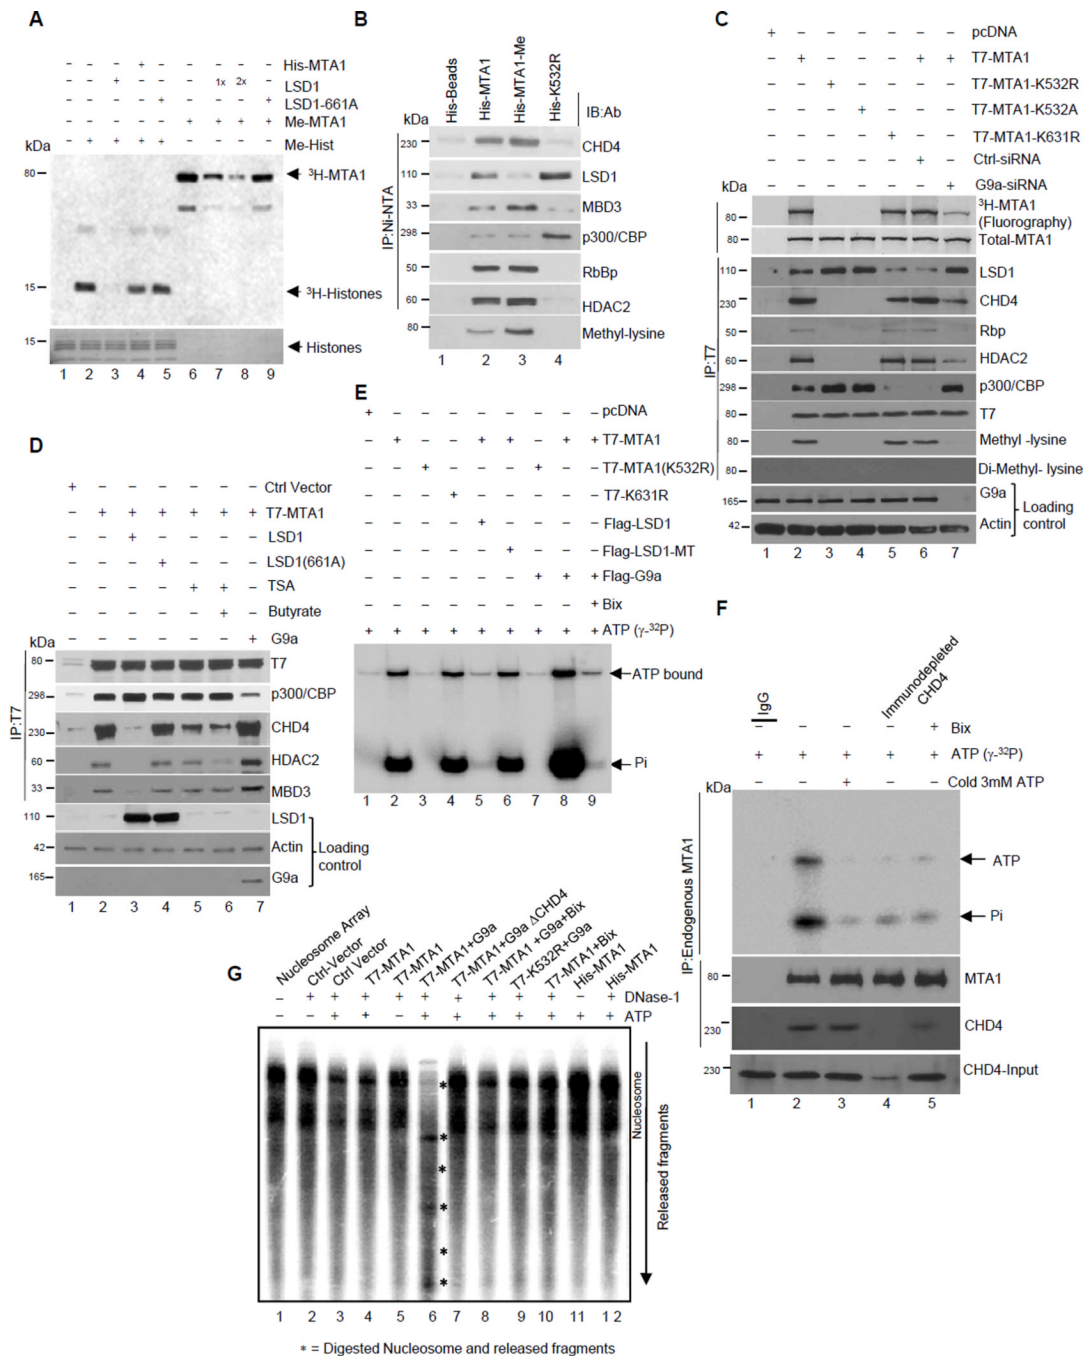 A
His-MTA1
LSD1
LSD1-661A
Me-MTA1
Me-Hist
– – – + – – – – –
– – + – – – 1x 2x –
– – – – + – – – +
– – – – – + + + +
– + + + + – – – –
kDa
80
³H-MTA1
15
³H-Histones
15
Histones
1 2 3 4 5 6 7 8 9
B
His-Beads
His-MTA1
His-MTA1-Me
His-K532R
IB:Ab
kDa
IP:Ni-NTA
230 CHD4
110 LSD1
33 MBD3
298 p300/CBP
50 RbBp
60 HDAC2
80 Methyl-lysine
1 2 3 4
C
+ – – – – – – pcDNA
– + – – – + + T7-MTA1
– – + – – – – T7-MTA1-K532R
– – – + – – – T7-MTA1-K532A
– – – – + – – T7-MTA1-K631R
– – – – – + – Ctrl-siRNA
– – – – – – + G9a-siRNA
kDa
80 ³H-MTA1
(Fluorography)
80 Total-MTA1
IP:T7
110 LSD1
230 CHD4
50 Rbp
60 HDAC2
298 p300/CBP
80 T7
80 Methyl -lysine
80 Di-Methyl- lysine
165 G9a
42 Actin
Loading
control
1 2 3 4 5 6 7
D
+ – – – – – – Ctrl Vector
– + + + + + + T7-MTA1
– – + – – – – LSD1
– – – + – – – LSD1(661A)
– – – – + + – TSA
– – – – – + – Butyrate
– – – – – – + G9a
kDa
IP:T7
80 T7
298 p300/CBP
230 CHD4
60 HDAC2
33 MBD3
110 LSD1
42 Actin
165 G9a
Loading
control
1 2 3 4 5 6 7
E
+ – – – – – – – – pcDNA
– + – – + + – + + T7-MTA1
– – + – – – + – – T7-MTA1(K532R)
– – – + – – – – – T7-K631R
– – – – + – – – – Flag-LSD1
– – – – – + – – – Flag-LSD1-MT
– – – – – – + + + Flag-G9a
– – – – – – – – + Bix
+ + + + + + + + + ATP (γ-³²P)
ATP bound
Pi
1 2 3 4 5 6 7 8 9
F
IgG
Immunodepleted
CHD4
– – – – + Bix
+ + + + + ATP (γ-³²P)
– – + – – Cold 3mM ATP
kDa
IP:Endogenous MTA1
ATP
Pi
80 MTA1
230 CHD4
230 CHD4-Input
1 2 3 4 5
G
Nucleosome Array
Ctrl-Vector
Ctrl Vector
T7-MTA1
T7-MTA1
T7-MTA1+G9a
T7-MTA1+G9a ΔCHD4
T7-MTA1 +G9a+Bix
T7-K532R+G9a
T7-MTA1+Bix
His-MTA1
His-MTA1
– + + + + + + + + + – + DNase-1
– – + + – + + + + + + + ATP
Nucleosome
Released fragments
* * * * * *
1 2 3 4 5 6 7 8 9 10 11 1 2
* = Digested Nucleosome and released fragments